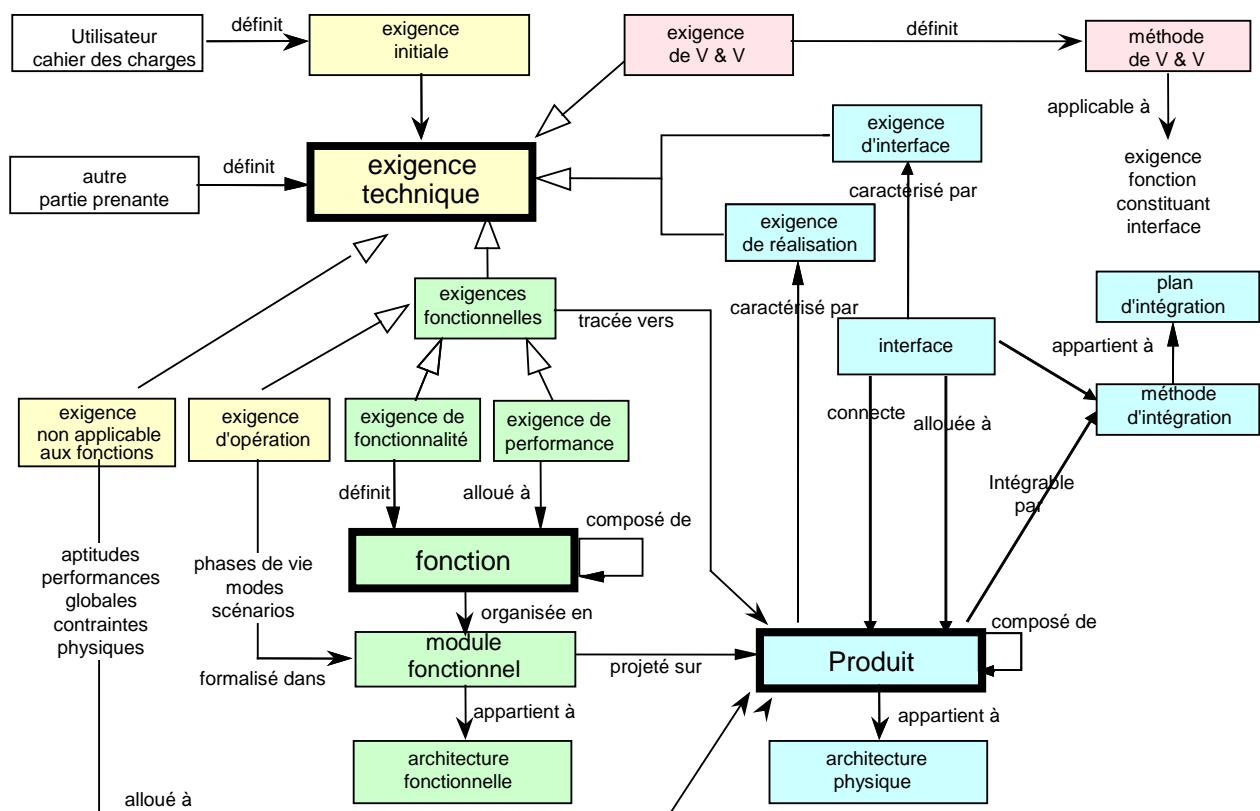 Utilisateur
cahier des charges
définit
exigence
initiale
exigence
de V & V
définit
méthode
de V & V
applicable à
exigence
fonction
constituant
interface
autre
partie prenante
définit
exigence
technique
exigence
d'interface
caractérisé par
exigence
de réalisation
caractérisé par
exigences
fonctionnelles
tracée vers
interface
plan
d'intégration
appartient à
méthode
d'intégration
connecte
allouée à
Intégrable
par
exigence
non applicable
aux fonctions
exigence
d'opération
exigence de
fonctionnalité
exigence de
performance
définit
alloué à
composé de
fonction
aptitudes
performances
globales
contraintes
physiques
phases de vie
modes
scénarios
organisée en
formalisé dans
module
fonctionnel
projeté sur
Produit
composé de
appartient à
appartient à
architecture
fonctionnelle
architecture
physique
alloué à